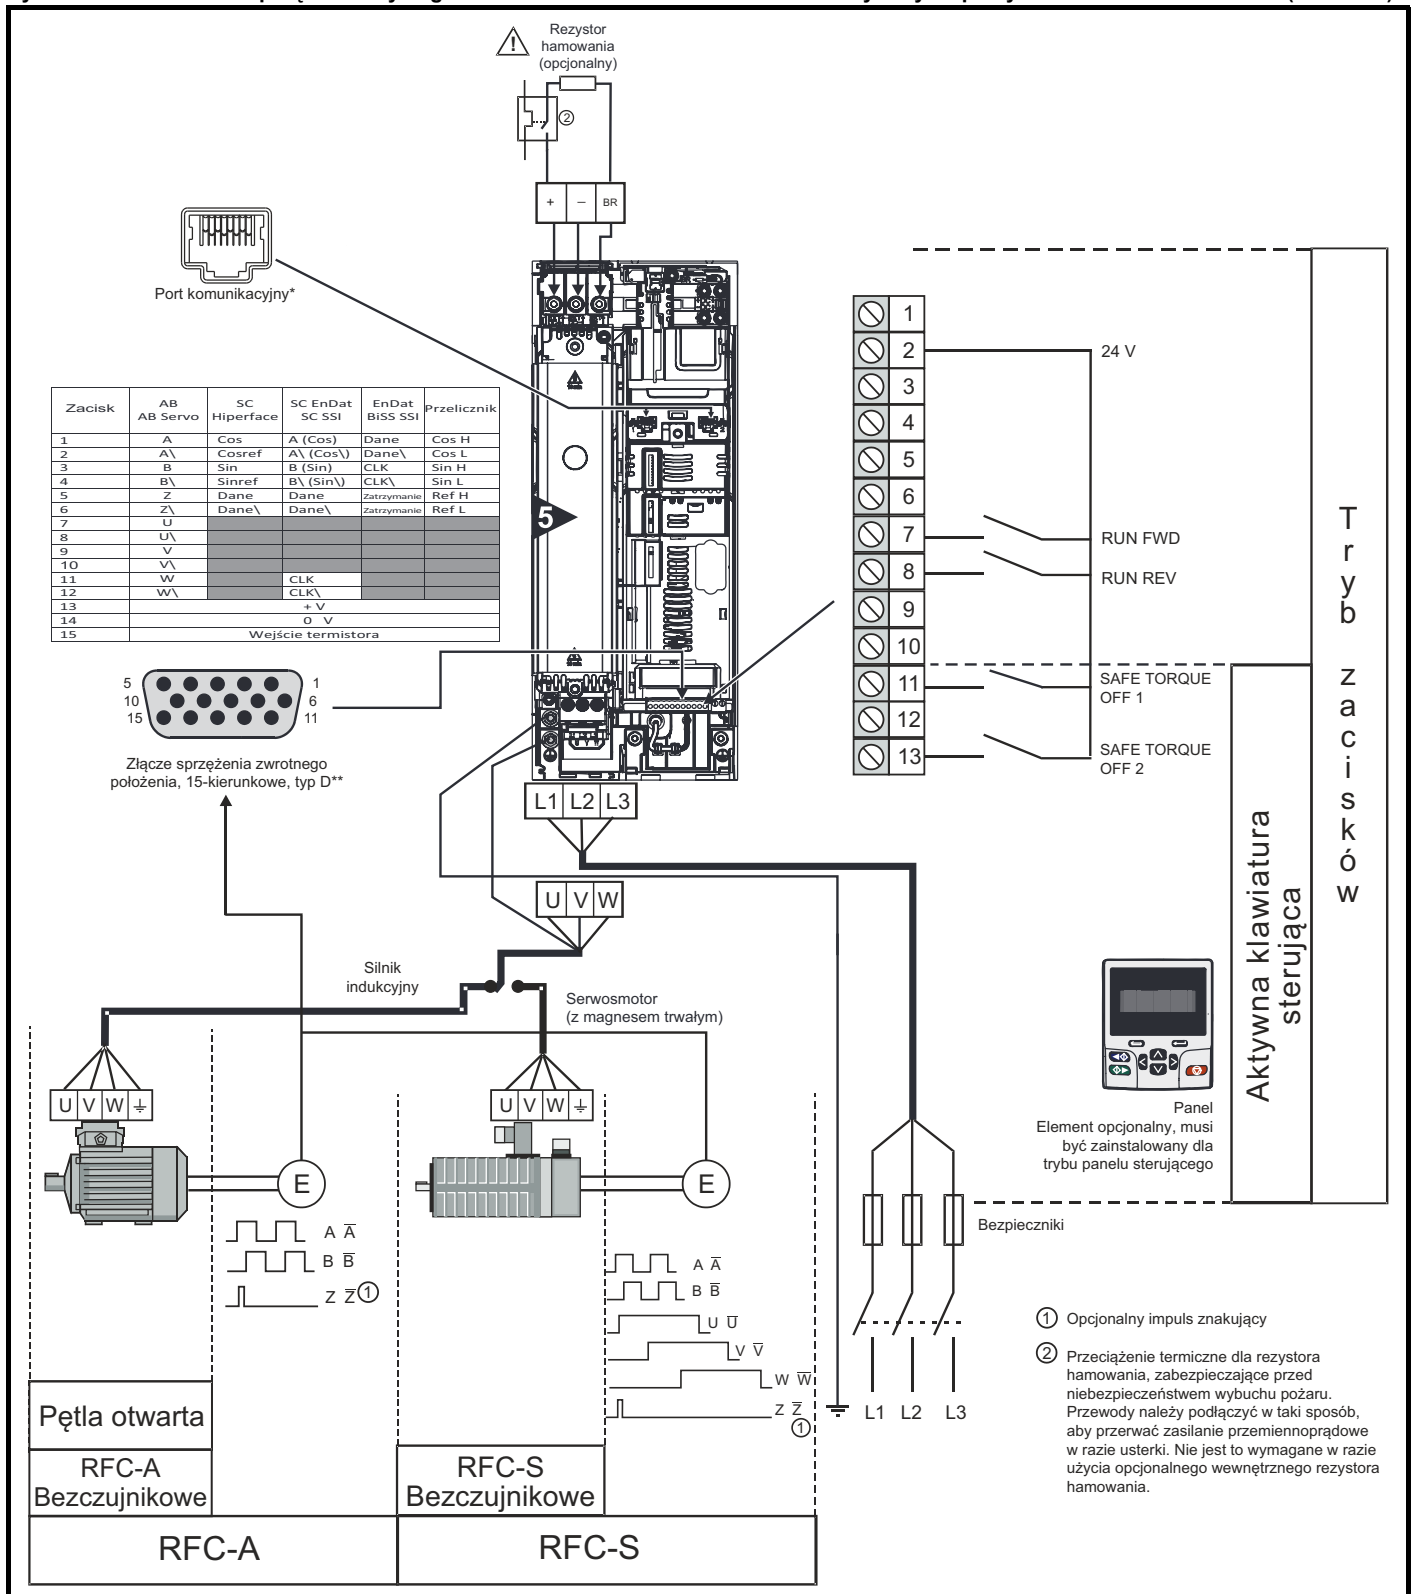 Rezystor
hamowania
(opcjonalny)
2
+ – BR
Port komunikacyjny*
Zacisk | AB AB Servo | SC Hiperface | SC EnDat SC SSI | EnDat BiSS SSI | Przelicznik
1 | A | Cos | A (Cos) | Dane | Cos H
2 | A\ | Cosref | A\ (Cos\) | Dane\ | Cos L
3 | B | Sin | B (Sin) | CLK | Sin H
4 | B\ | Sinref | B\ (Sin\) | CLK\ | Sin L
5 | Z | Dane | Dane | Zatrzymanie | Ref H
6 | Z\ | Dane\ | Dane\ | Zatrzymanie | Ref L
7 | U
8 | U\
9 | V
10 | V\
11 | W | CLK
12 | W\ | CLK\
13 | + V
14 | 0 V
15 | Wejście termistora
5
5 1
10 6
15 11
Złącze sprzężenia zwrotnego
położenia, 15-kierunkowe, typ D**
1
2 24 V
3
4
5
6
7 RUN FWD
8 RUN REV
9
10
11 SAFE TORQUE
OFF 1
12
13 SAFE TORQUE
OFF 2
Tryb zacisków
Aktywna klawiatura
sterująca
L1 L2 L3
U V W
Silnik
indukcyjny
Serwosmotor
(z magnesem trwałym)
U V W
U V W
E
E
A A̅
B B̅
Z Z̅ 1
A A̅
B B̅
U U̅
V V̅
W W̅
Z Z̅
1
Panel
Element opcjonalny, musi
być zainstalowany dla
trybu panelu sterującego
Bezpieczniki
L1 L2 L3
1 Opcjonalny impuls znakujący
2 Przeciążenie termiczne dla rezystora
hamowania, zabezpieczające przed
niebezpieczeństwem wybuchu pożaru.
Przewody należy podłączyć w taki sposób,
aby przerwać zasilanie przemiennoprądowe
w razie usterki. Nie jest to wymagane w razie
użycia opcjonalnego wewnętrznego rezystora
hamowania.
Pętla otwarta
RFC-A
Bezczujnikowe
RFC-S
Bezczujnikowe
RFC-A
RFC-S